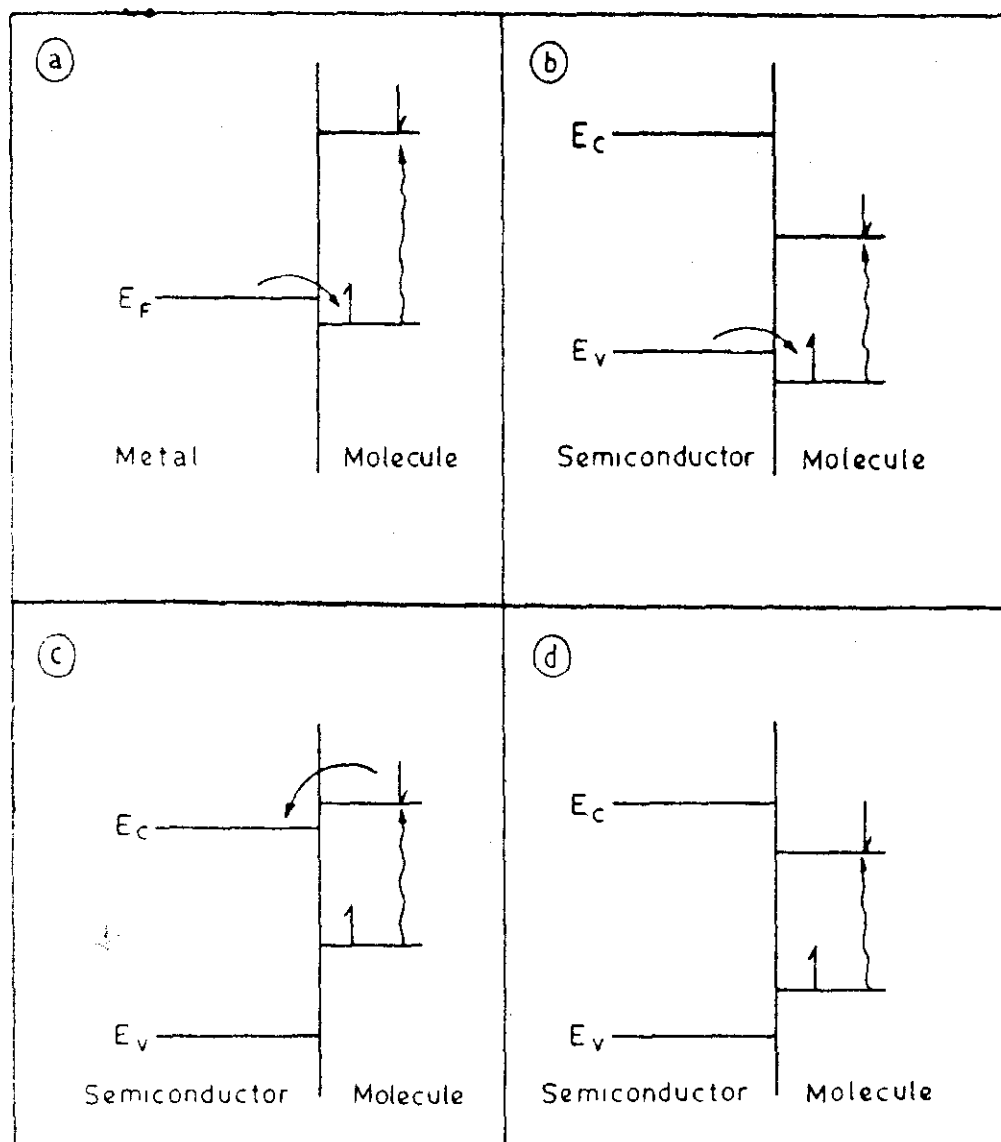 a
E_F
Metal Molecule
b
E_C
E_V
Semiconductor Molecule
c
E_C
E_V
Semiconductor Molecule
d
E_C
E_V
Semiconductor Molecule